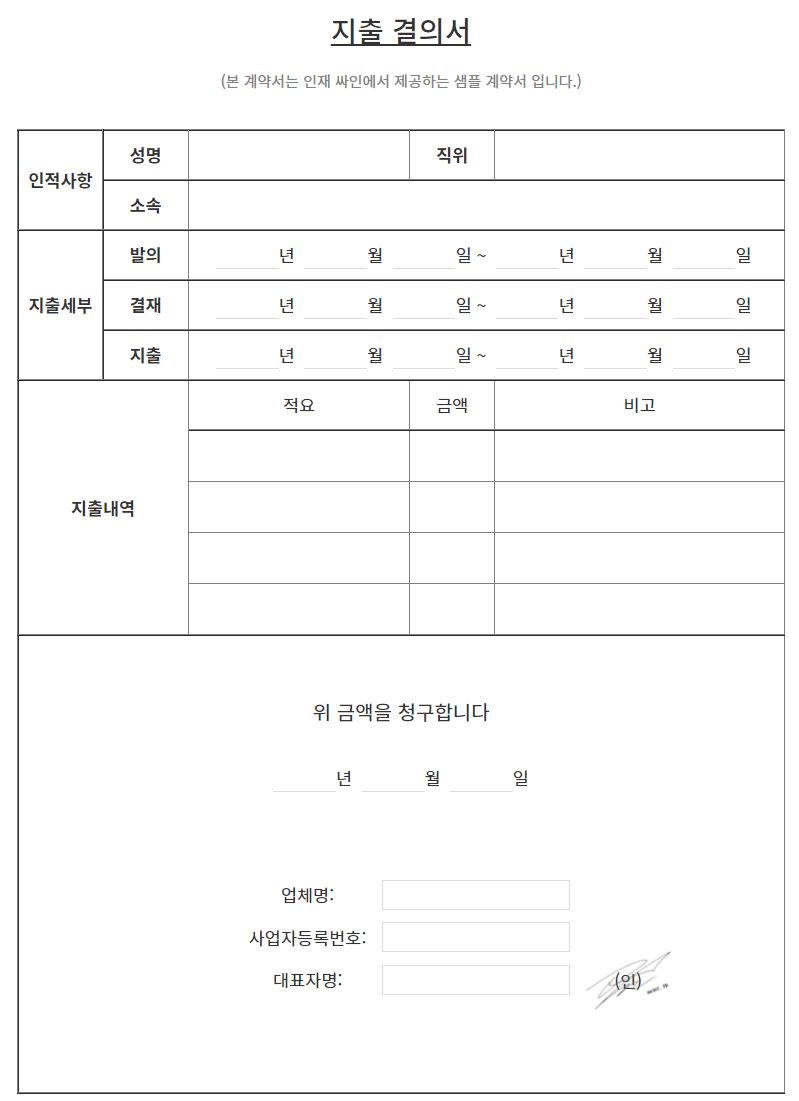 지출 결의서
(본 계약서는 인재 싸인에서 제공하는 샘플 계약서 입니다.)
인적사항 성명 직위
소속
지출세부 발의 년 월 일 ~ 년 월 일
결재 년 월 일 ~ 년 월 일
지출 년 월 일 ~ 년 월 일
지출내역 적요 금액 비고
위 금액을 청구합니다
년 월 일
업체명:
사업자등록번호:
대표자명: (인)